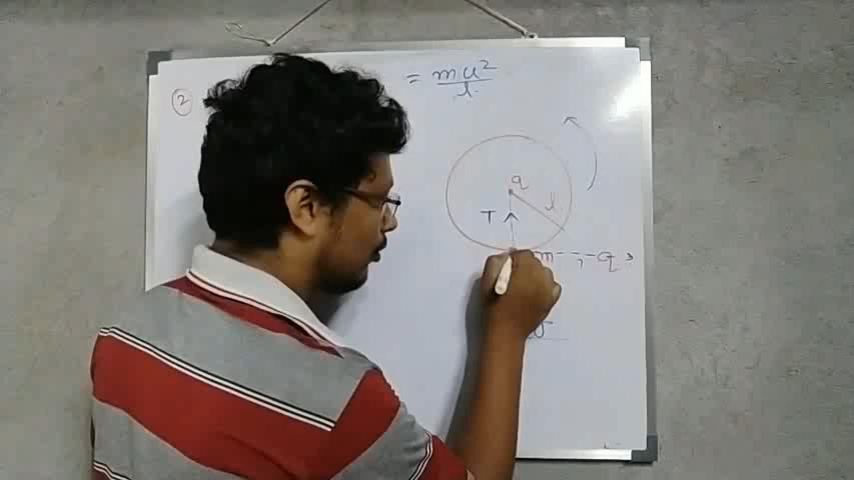 ②
= mu²/l
q
l
T
m -; -q ;